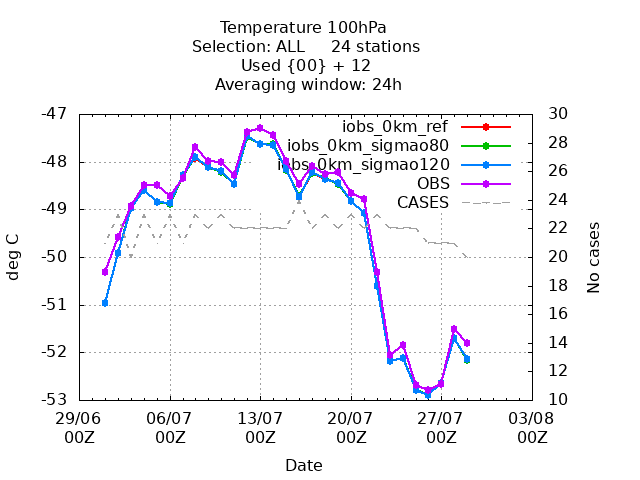 Temperature 100hPa
Selection: ALL 24 stations
Used {00} + 12
Averaging window: 24h
iobs_0km_ref
iobs_0km_sigmao80
iobs_0km_sigmao120
OBS
CASES
-47
-48
-49
-50
-51
-52
-53
30
28
26
24
22
20
18
16
14
12
10
deg C
No cases
29/06 06/07 13/07 20/07 27/07 03/08
00Z 00Z 00Z 00Z 00Z 00Z
Date